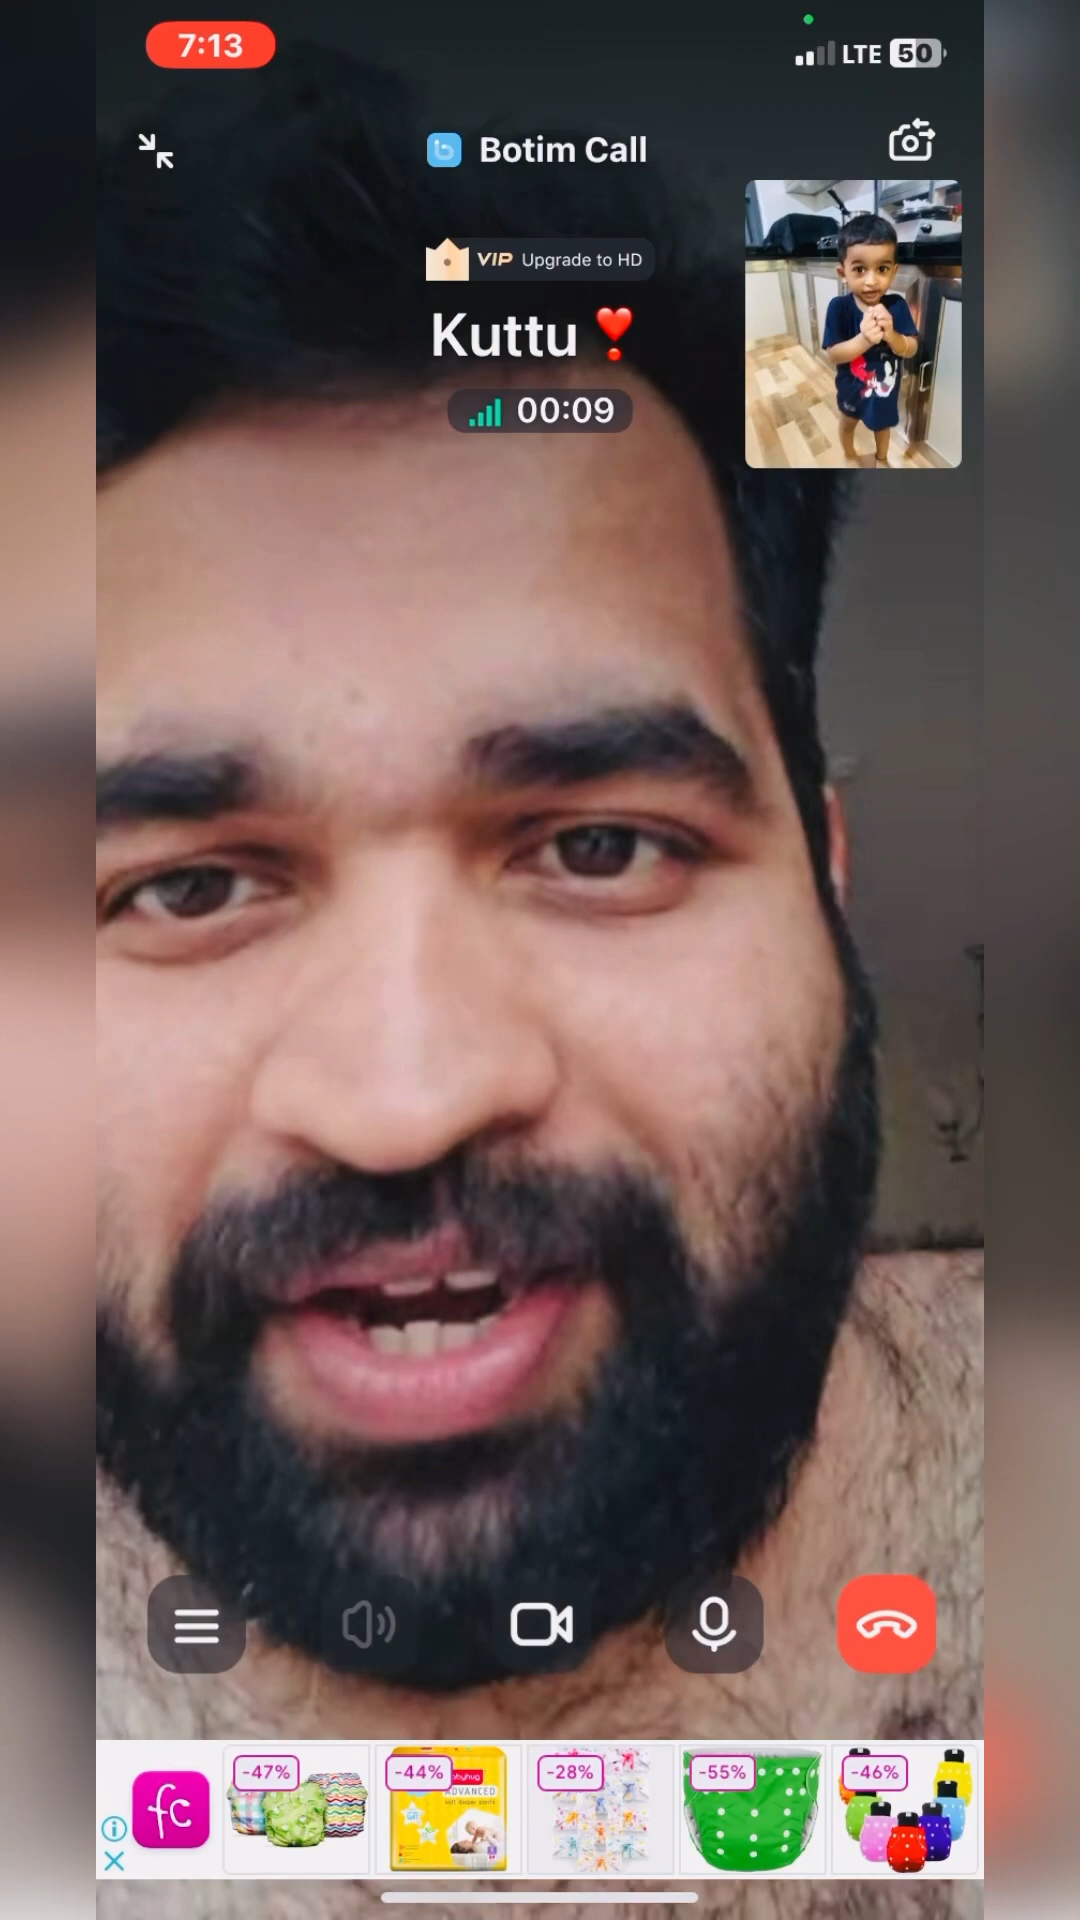 7:13
LTE 50
Botim Call
VIP Upgrade to HD
Kuttu❣️
00:09
fc
-47%
-44%
-28%
-55%
-46%
ADVANCED